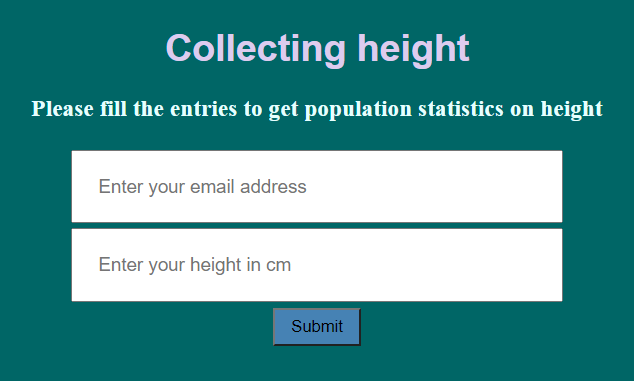 Collecting height
Please fill the entries to get population statistics on height
Enter your email address
Enter your height in cm
Submit